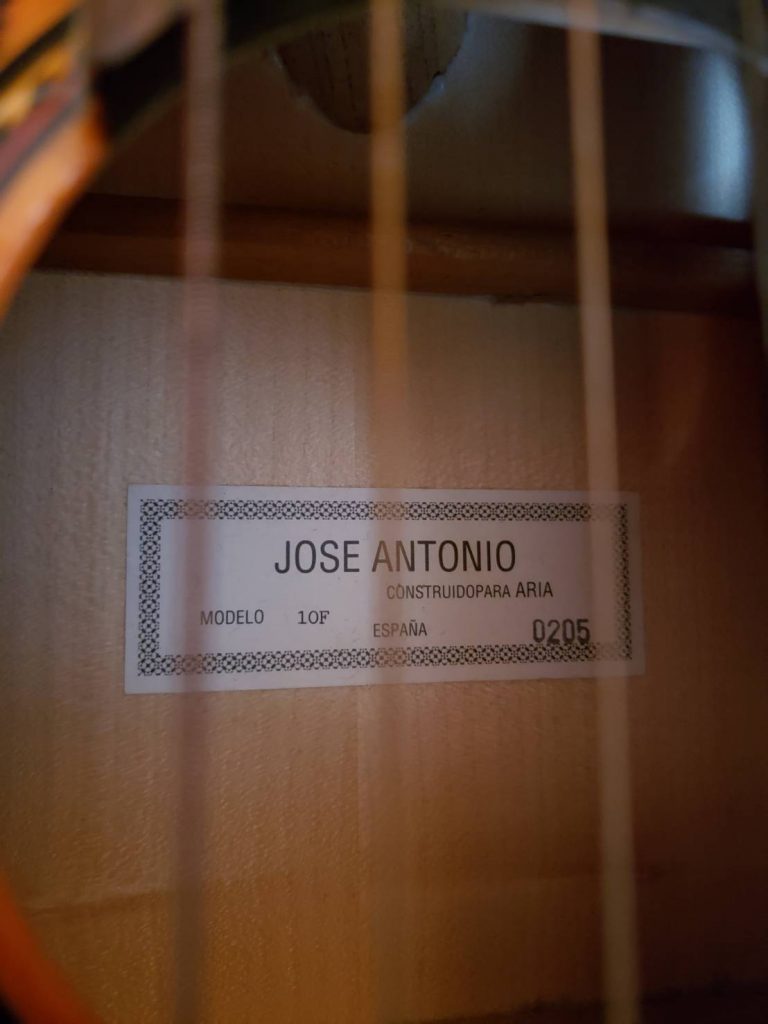 JOSE ANTONIO
CONSTRUIDOPARA ARIA
MODELO 10F
ESPAÑA
0205